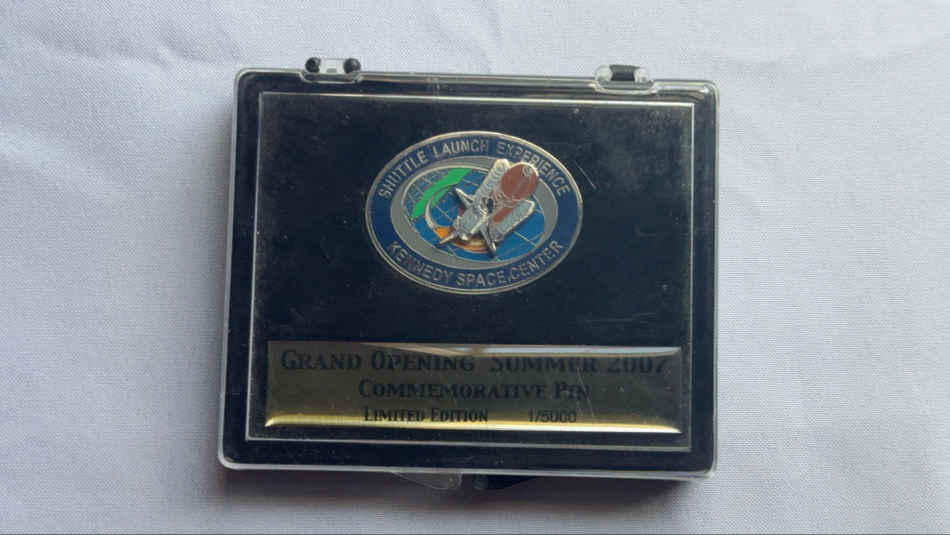 SHUTTLE LAUNCH EXPERIENCE
KENNEDY SPACE CENTER
GRAND OPENING SUMMER 2007
COMMEMORATIVE PIN
LIMITED EDITION 1/5000